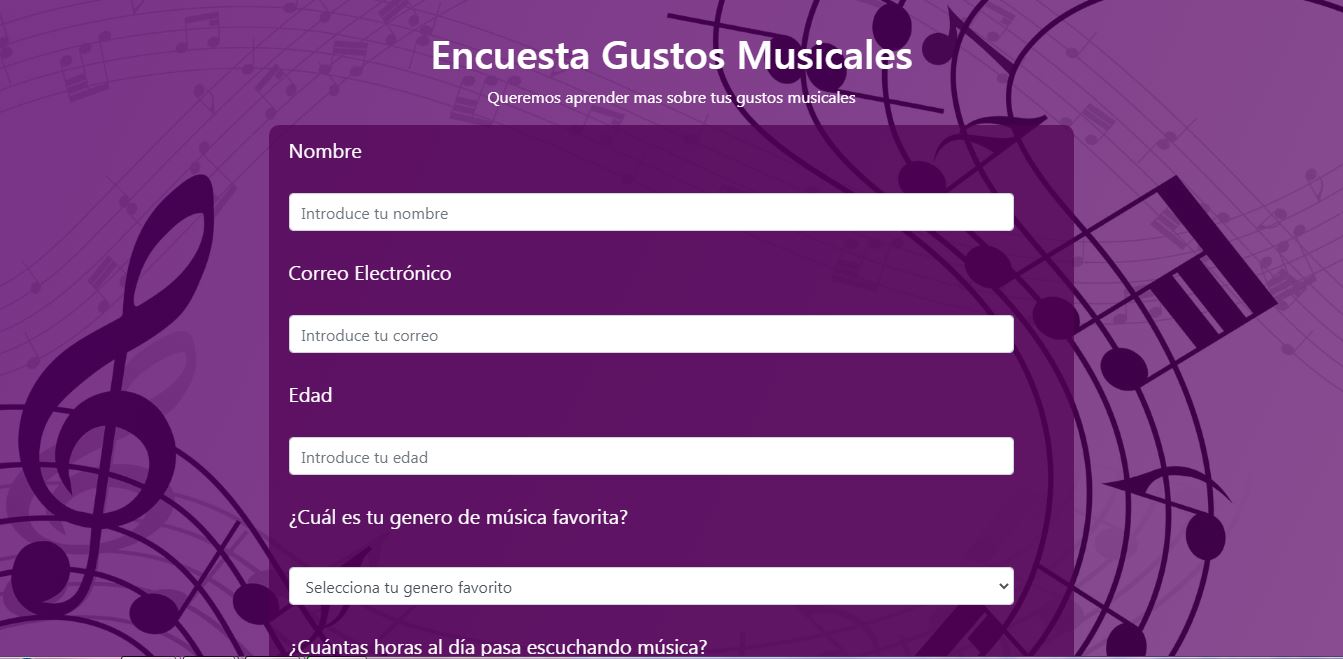 Encuesta Gustos Musicales
Queremos aprender mas sobre tus gustos musicales
Nombre
Introduce tu nombre
Correo Electrónico
Introduce tu correo
Edad
Introduce tu edad
¿Cuál es tu genero de música favorita?
Selecciona tu genero favorito
¿Cuántas horas al día pasa escuchando música?